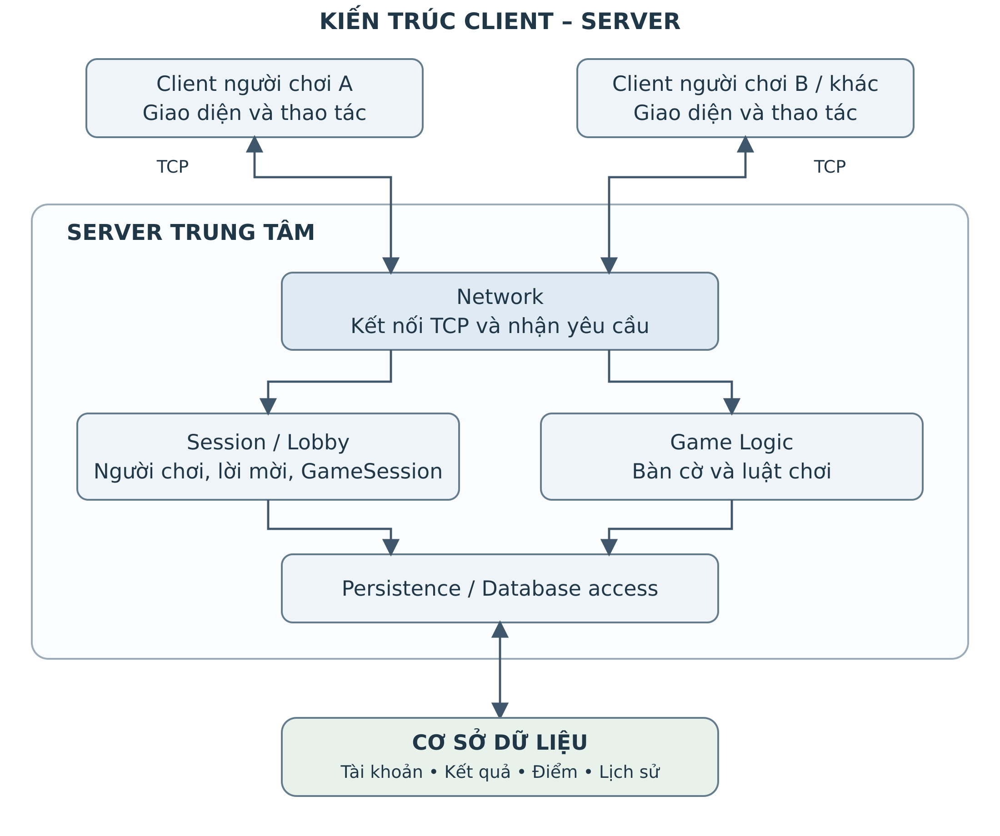 KIẾN TRÚC CLIENT – SERVER
Client người chơi A
Giao diện và thao tác
Client người chơi B / khác
Giao diện và thao tác
TCP
TCP
SERVER TRUNG TÂM
Network
Kết nối TCP và nhận yêu cầu
Session / Lobby
Người chơi, lời mời, GameSession
Game Logic
Bàn cờ và luật chơi
Persistence / Database access
CƠ SỞ DỮ LIỆU
Tài khoản • Kết quả • Điểm • Lịch sử